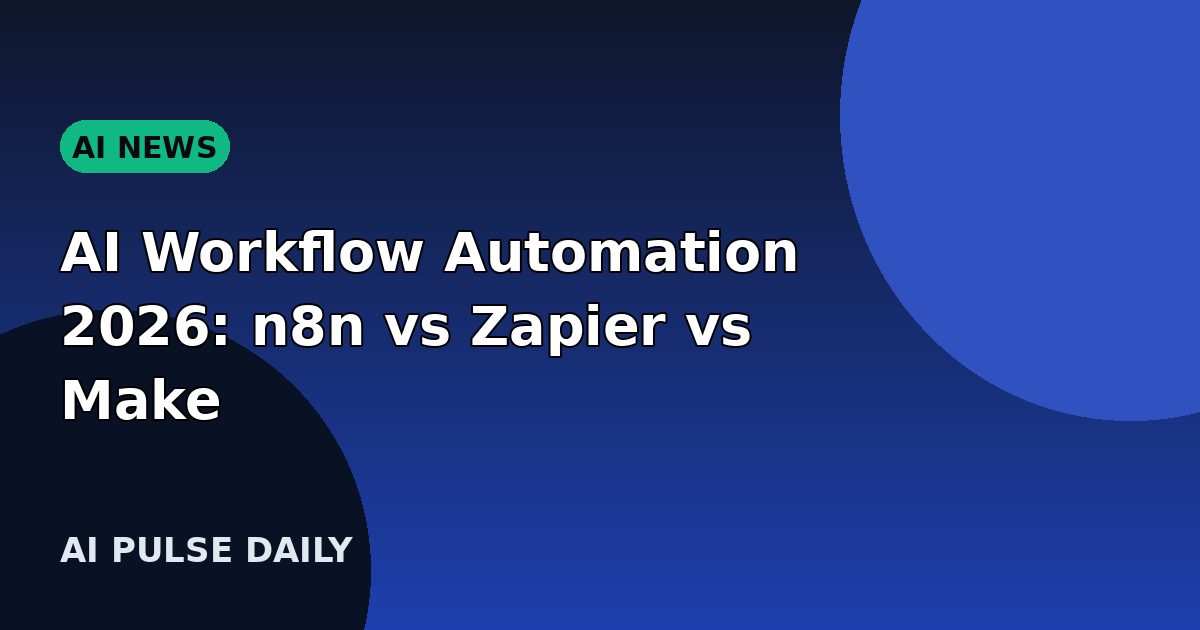 AI NEWS
AI Workflow Automation
2026: n8n vs Zapier vs
Make
AI PULSE DAILY